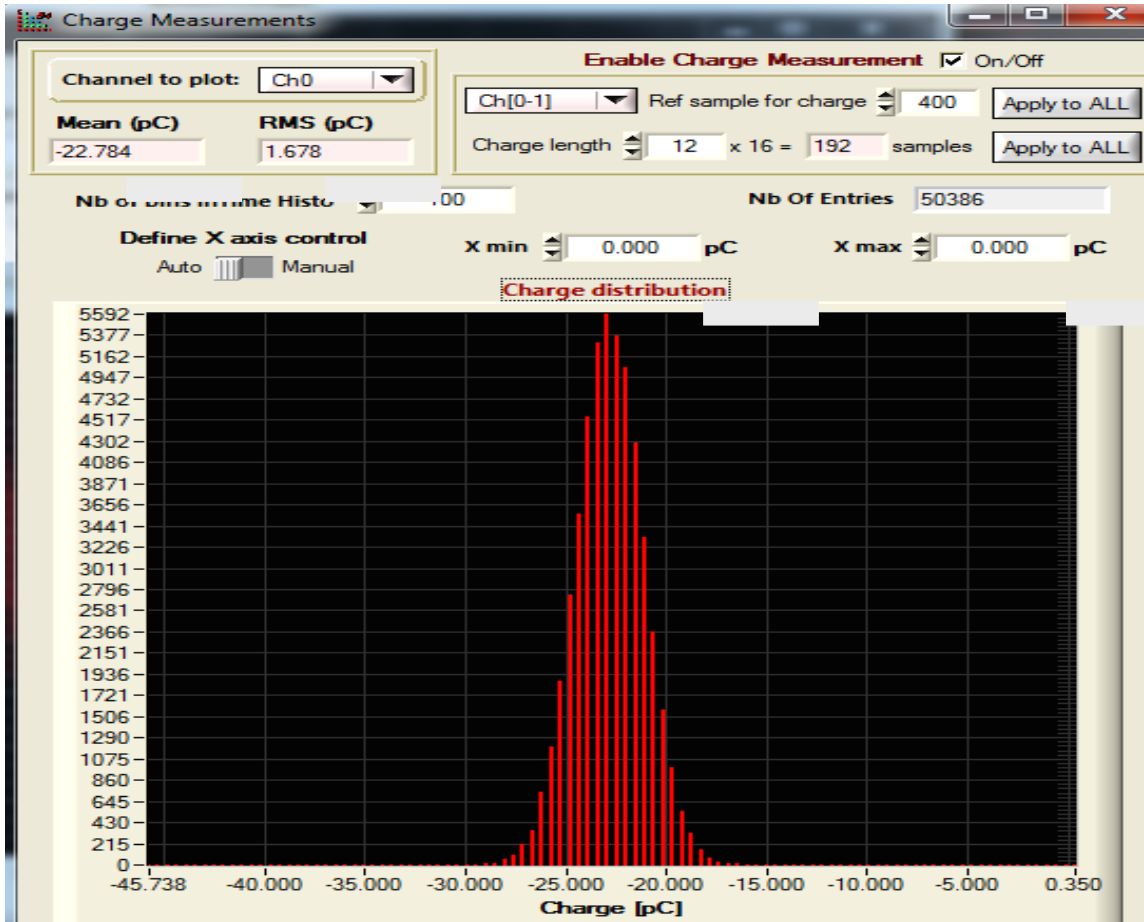 Charge Measurements
Enable Charge Measurement On/Off
Channel to plot: Ch0
Ch[0-1] Ref sample for charge 400 Apply to ALL
Mean (pC) RMS (pC)
-22.784 1.678
Charge length 12 x 16 = 192 samples Apply to ALL
Nb of Histo
Nb Of Entries 50386
Define X axis control
Auto Manual
X min 0.000 pC X max 0.000 pC
Charge distribution
5592
5377
5162
4947
4732
4517
4302
4086
3871
3656
3441
3226
3011
2796
2581
2366
2151
1936
1721
1506
1290
1075
860
645
430
215
0
-45.738 -40.000 -35.000 -30.000 -25.000 -20.000 -15.000 -10.000 -5.000 0.350
Charge [pC]